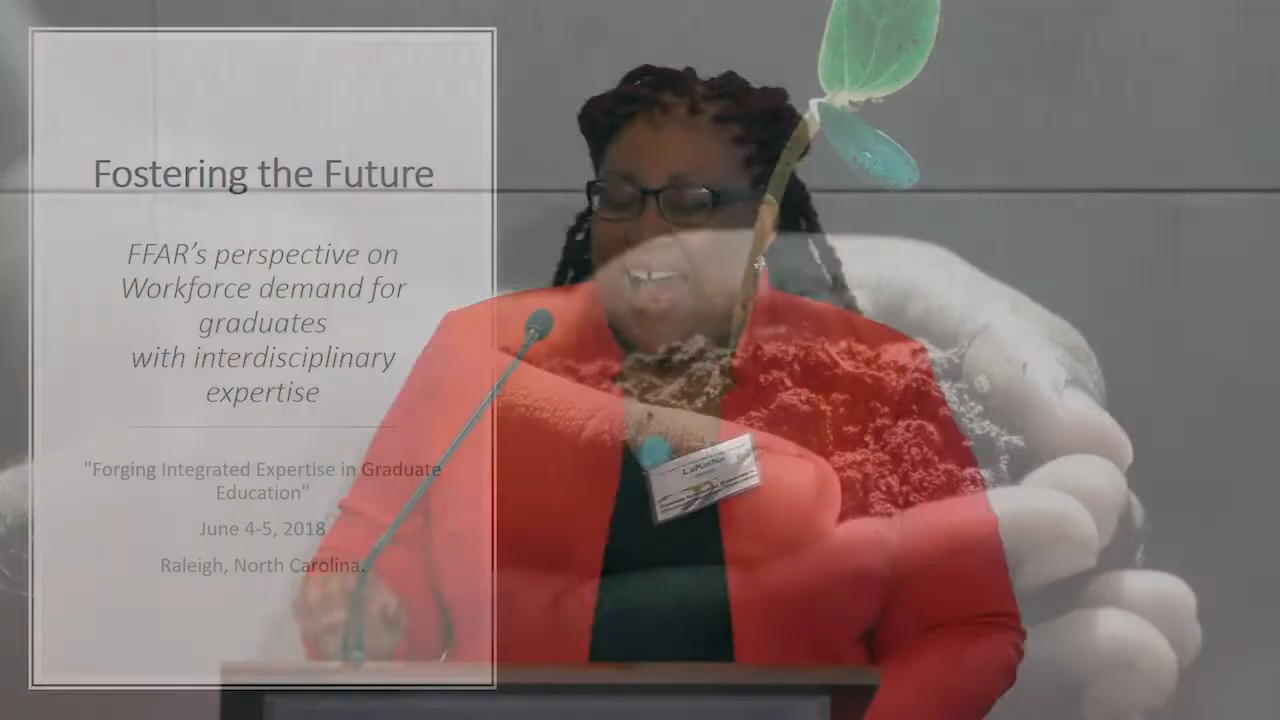 Fostering the Future
FFAR’s perspective on
Workforce demand for
graduates
with interdisciplinary
expertise
"Forging Integrated Expertise in Graduate
Education"
June 4-5, 2018
Raleigh, North Carolina.